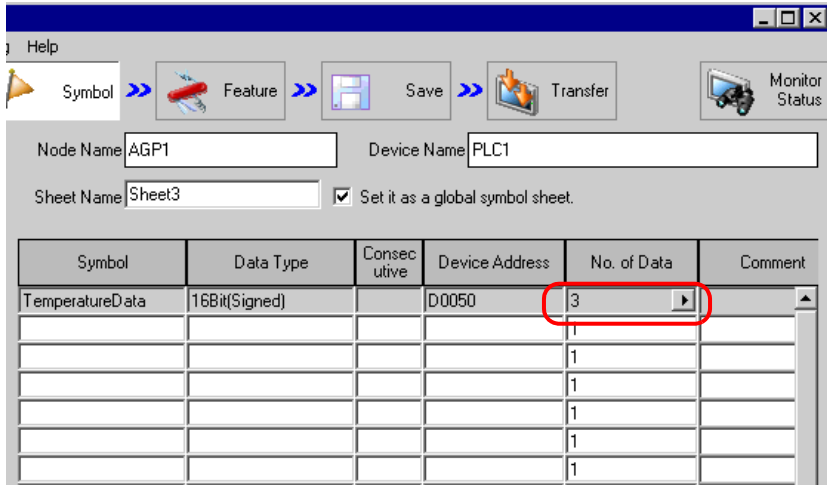 g Help
Symbol Feature Save Transfer Monitor Status
Node Name AGP1 Device Name PLC1
Sheet Name Sheet3 Set it as a global symbol sheet.
Symbol Data Type Consecutive Device Address No. of Data Comment
TemperatureData 16Bit(Signed) D0050 3
1
1
1
1
1
1